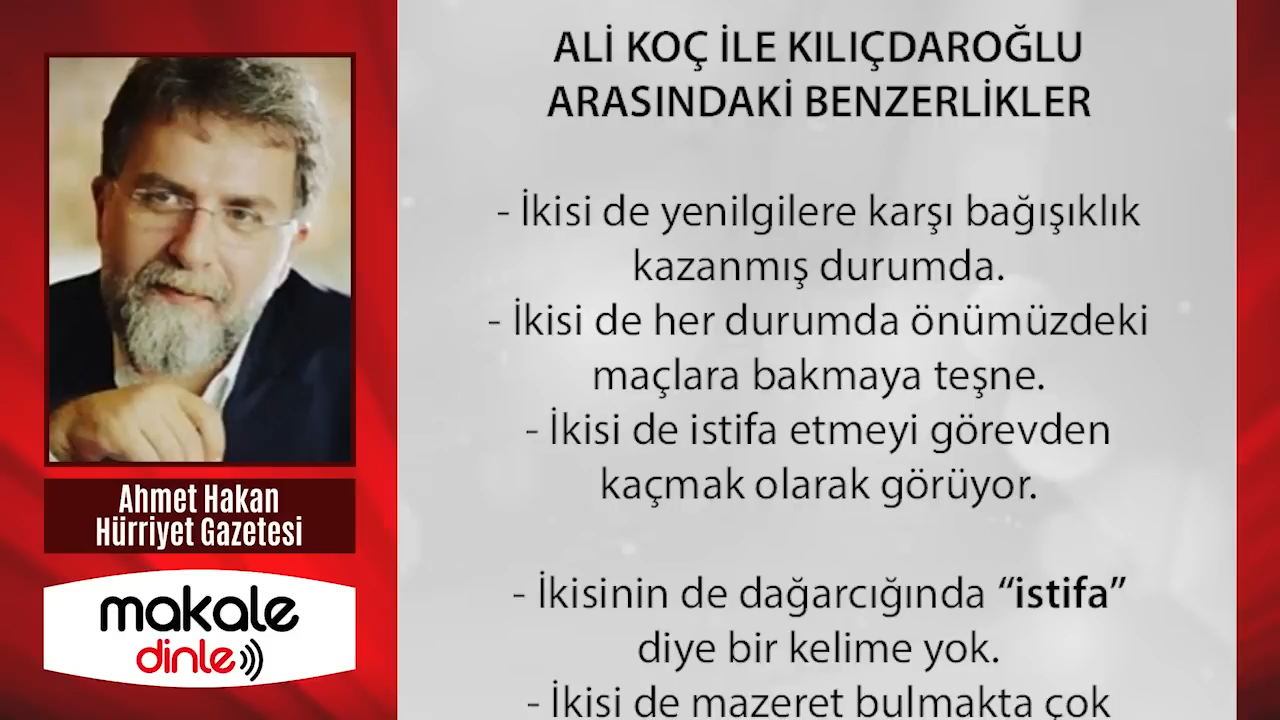 ALİ KOÇ İLE KILIÇDAROĞLU
ARASINDAKİ BENZERLİKLER
- İkisi de yenilgilere karşı bağışıklık
kazanmış durumda.
- İkisi de her durumda önümüzdeki
maçlara bakmaya teşne.
- İkisi de istifa etmeyi görevden
kaçmak olarak görüyor.
- İkisinin de dağarcığında “istifa”
diye bir kelime yok.
- İkisi de mazeret bulmakta çok
Ahmet Hakan
Hürriyet Gazetesi
makale
dinle